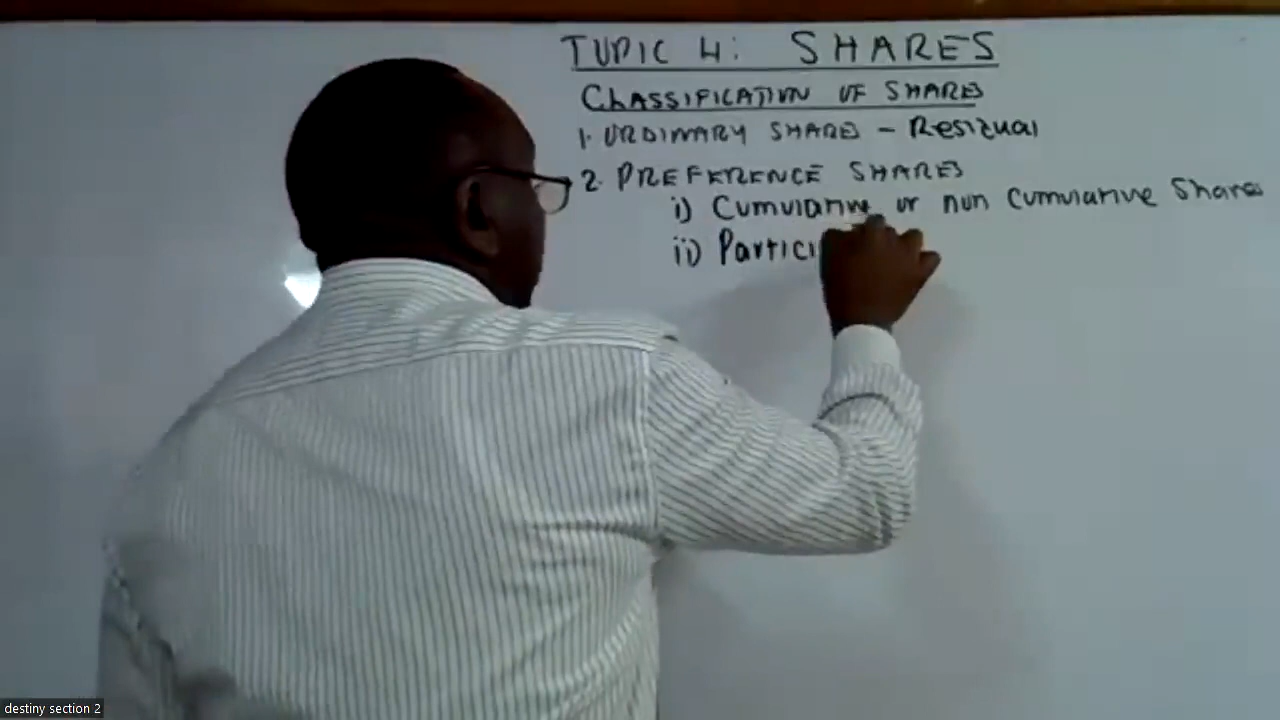 TOPIC 4: SHARES
CLASSIFICATION OF SHARES
1. ORDINARY SHARES - Residual
2. PREFERENCE SHARES
i) Cumulative or non cumulative Shares
ii) Partici
destiny section 2